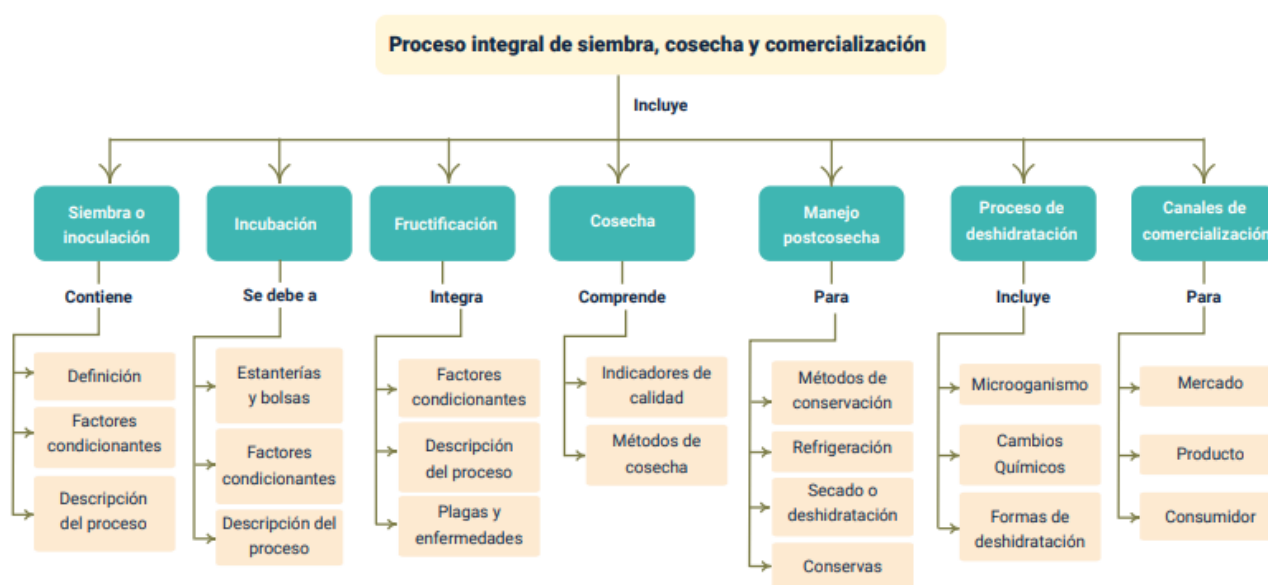 Proceso integral de siembra, cosecha y comercialización
Incluye
Siembra o
inoculación
Incubación
Fructificación
Cosecha
Manejo
postcosecha
Proceso de
deshidratación
Canales de
comercialización
Contiene
Se debe a
Integra
Comprende
Para
Incluye
Para
Definición
Factores
condicionantes
Descripción
del proceso
Estanterías
y bolsas
Factores
condicionantes
Descripción del
proceso
Factores
condicionantes
Descripción
del proceso
Plagas y
enfermedades
Indicadores de
calidad
Métodos de
cosecha
Métodos de
conservación
Refrigeración
Secado o
deshidratación
Conservas
Microoganismo
Cambios
Químicos
Formas de
deshidratación
Mercado
Producto
Consumidor